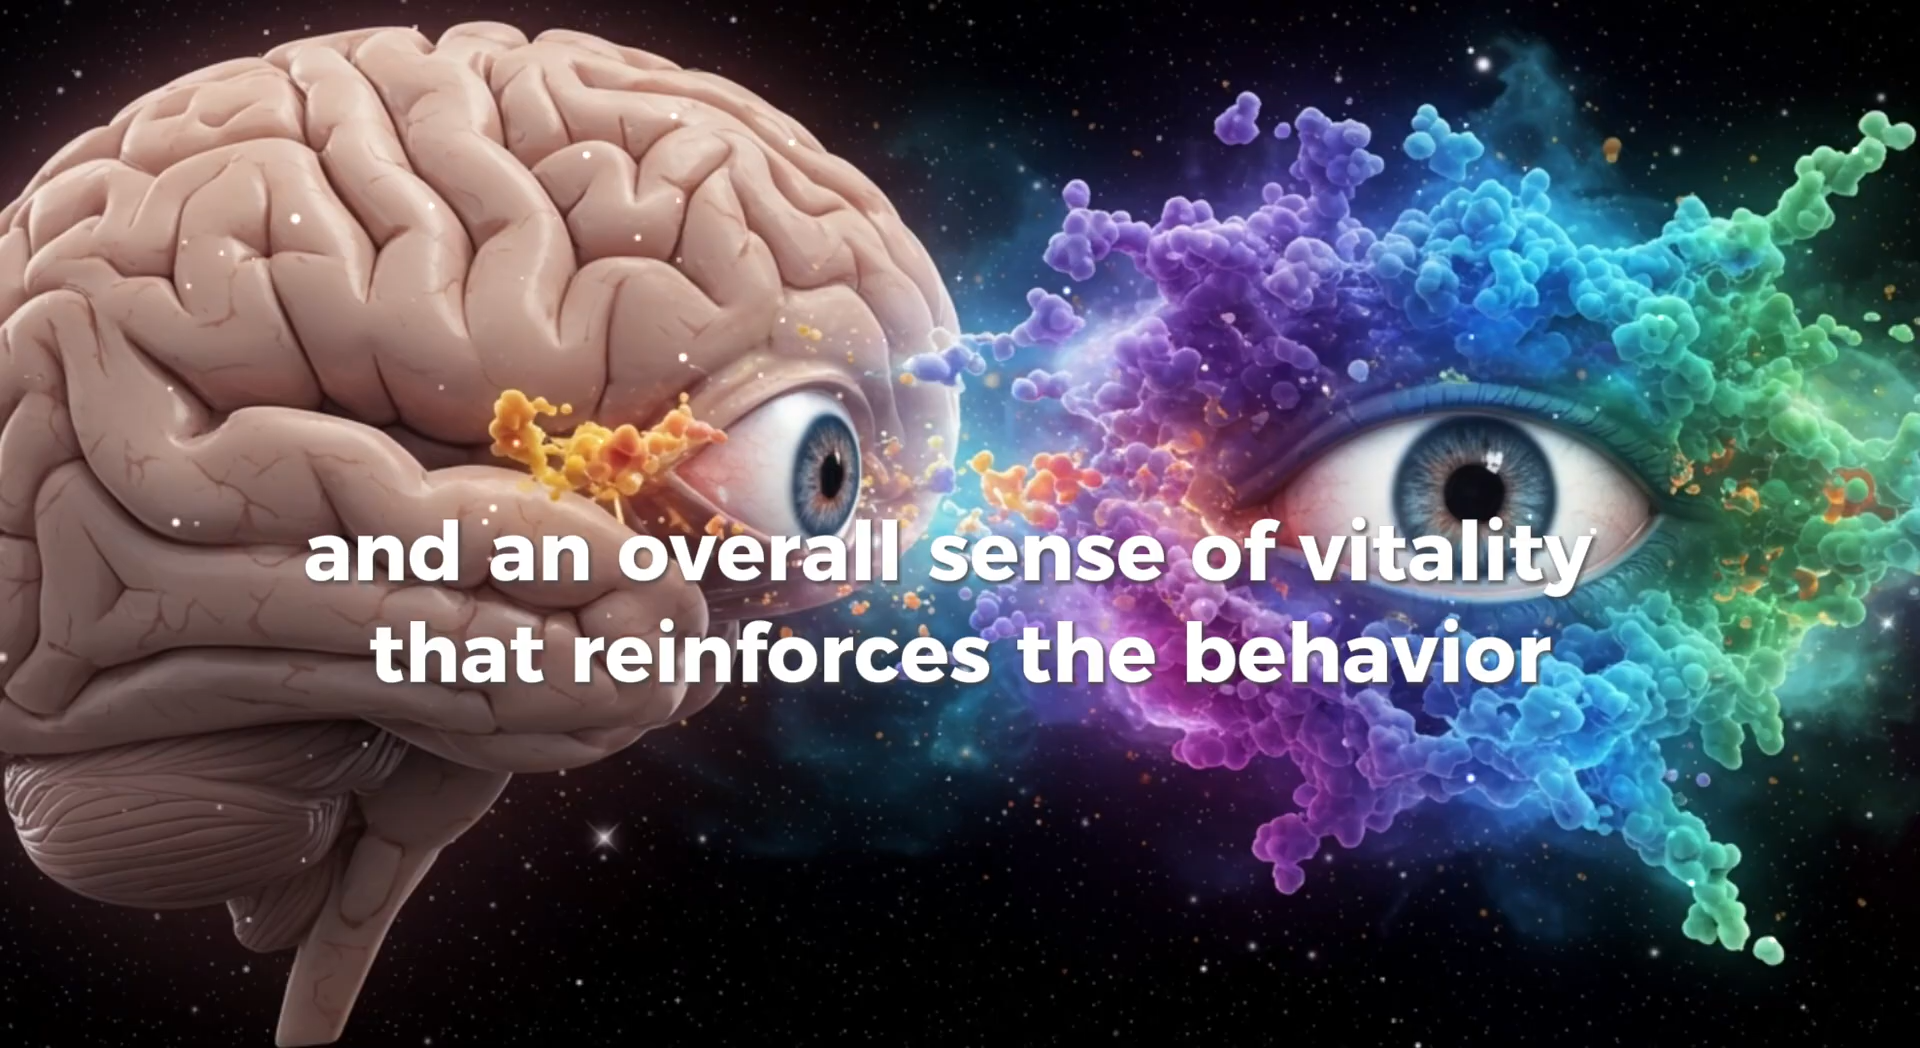 and an overall sense of vitality
that reinforces the behavior